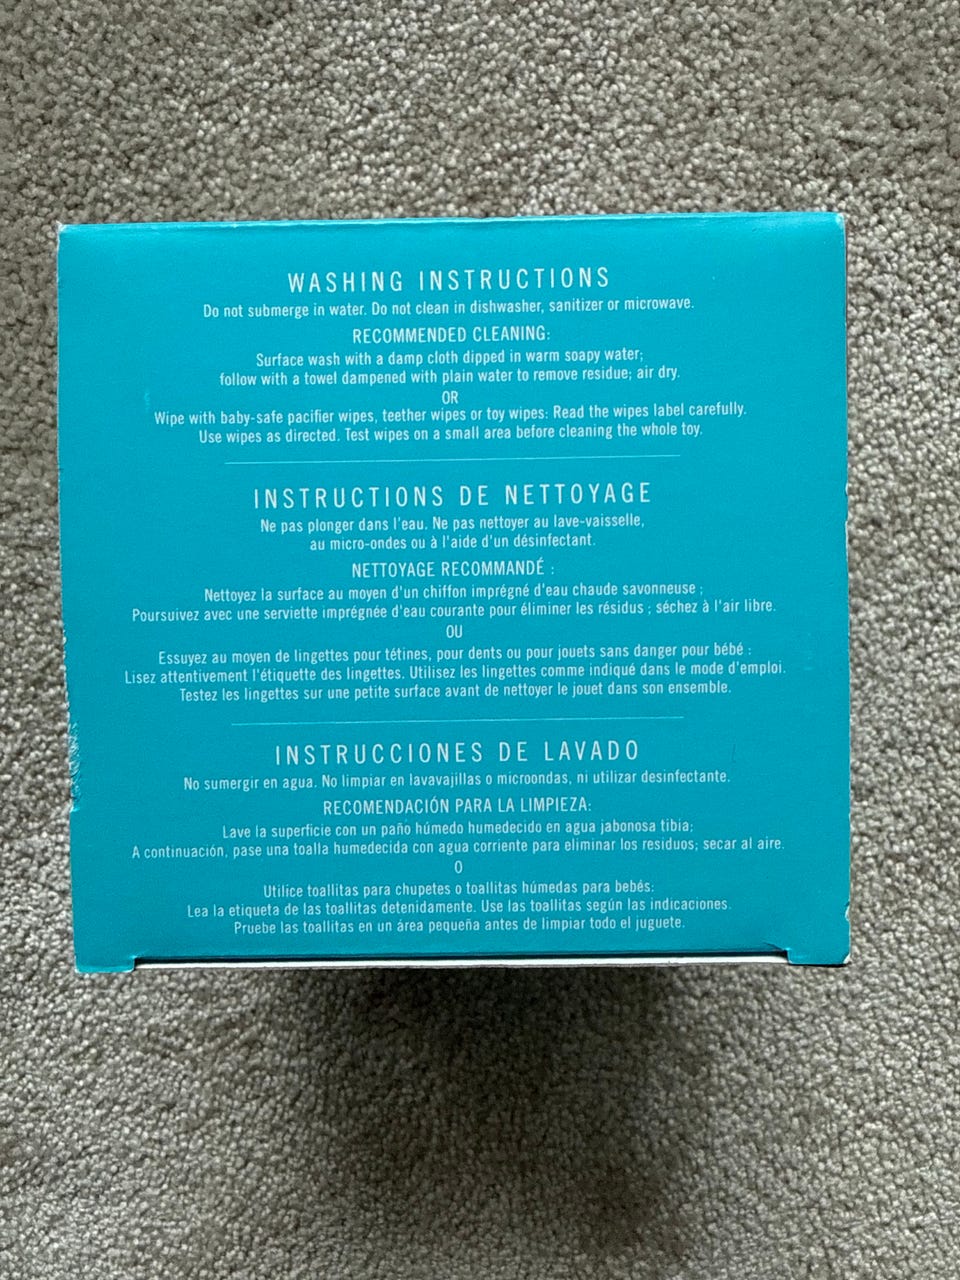 WASHING INSTRUCTIONS
Do not submerge in water. Do not clean in dishwasher, sanitizer or microwave.
RECOMMENDED CLEANING:
Surface wash with a damp cloth dipped in warm soapy water;
follow with a towel dampened with plain water to remove residue; air dry.
OR
Wipe with baby-safe pacifier wipes, teether wipes or toy wipes: Read the wipes label carefully.
Use wipes as directed. Test wipes on a small area before cleaning the whole toy.
INSTRUCTIONS DE NETTOYAGE
Ne pas plonger dans l'eau. Ne pas nettoyer au lave-vaisselle,
au micro-ondes ou à l'aide d'un désinfectant.
NETTOYAGE RECOMMANDÉ :
Nettoyez la surface au moyen d'un chiffon imprégné d'eau chaude savonneuse ;
Poursuivez avec une serviette imprégnée d'eau courante pour éliminer les résidus ; séchez à l'air libre.
OU
Essuyez au moyen de lingettes pour tétines, pour dents ou pour jouets sans danger pour bébé :
Lisez attentivement l'étiquette des lingettes. Utilisez les lingettes comme indiqué dans le mode d'emploi.
Testez les lingettes sur une petite surface avant de nettoyer le jouet dans son ensemble.
INSTRUCCIONES DE LAVADO
No sumergir en agua. No limpiar en lavavajillas o microondas, ni utilizar desinfectante.
RECOMENDACIÓN PARA LA LIMPIEZA:
Lave la superficie con un paño húmedo humedecido en agua jabonosa tibia;
A continuación, pase una toalla humedecida con agua corriente para eliminar los residuos; secar al aire.
O
Utilice toallitas para chupetes o toallitas húmedas para bebés:
Lea la etiqueta de las toallitas detenidamente. Use las toallitas según las indicaciones.
Pruebe las toallitas en un área pequeña antes de limpiar todo el juguete.